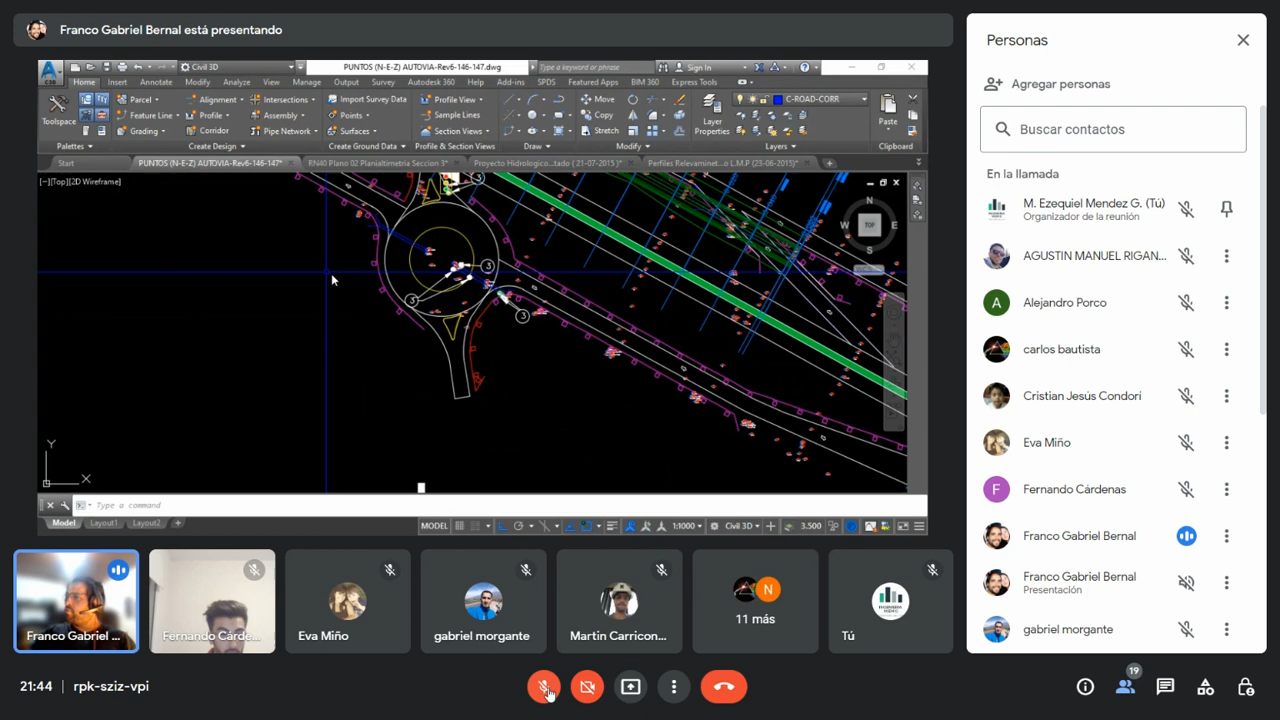 Franco Gabriel Bernal está presentando
Civil 3D
PUNTOS (N-E-Z) AUTOVIA-Rev6-146-147.dwg
Type a keyword or phrase
Sign In
Home Insert Annotate Modify Analyze View Manage Output Survey Autodesk 360 Help Add-ins SPDS Featured Apps BIM 360 Express Tools
Toolspace
Parcel
Feature Line
Grading
Alignment
Profile
Corridor
Intersections
Assembly
Pipe Network
Import Survey Data
Points
Surfaces
Profile View
Sample Lines
Section Views
Move
Copy
Stretch
Layer Properties
C-ROAD-CORR
Paste
Palettes Create Design Create Ground Data Profile & Section Views Draw Modify Layers Clipboard
Start PUNTOS (N-E-Z) AUTOVIA-Rev6-146-147* RN40 Plano 02 Planialtimetria Seccion 3*
[−][Top][2D Wireframe]
N
W TOP E
S
3
3
3
3
Y
X
Type a command
Model Layout1 Layout2 MODEL 1:1000 Civil 3D 3.500
Franco Gabriel ...
Fernando Cárde...
Eva Miño
gabriel morgante
Martin Carricon...
N
11 más
Tú
21:44 | rpk-sziz-vpi
19
Personas
Agregar personas
Buscar contactos
En la llamada
M. Ezequiel Mendez G. (Tú)
Organizador de la reunión
AGUSTIN MANUEL RIGAN...
A
Alejandro Porco
carlos bautista
Cristian Jesús Condorí
Eva Miño
F
Fernando Cárdenas
Franco Gabriel Bernal
Franco Gabriel Bernal
Presentación
gabriel morgante